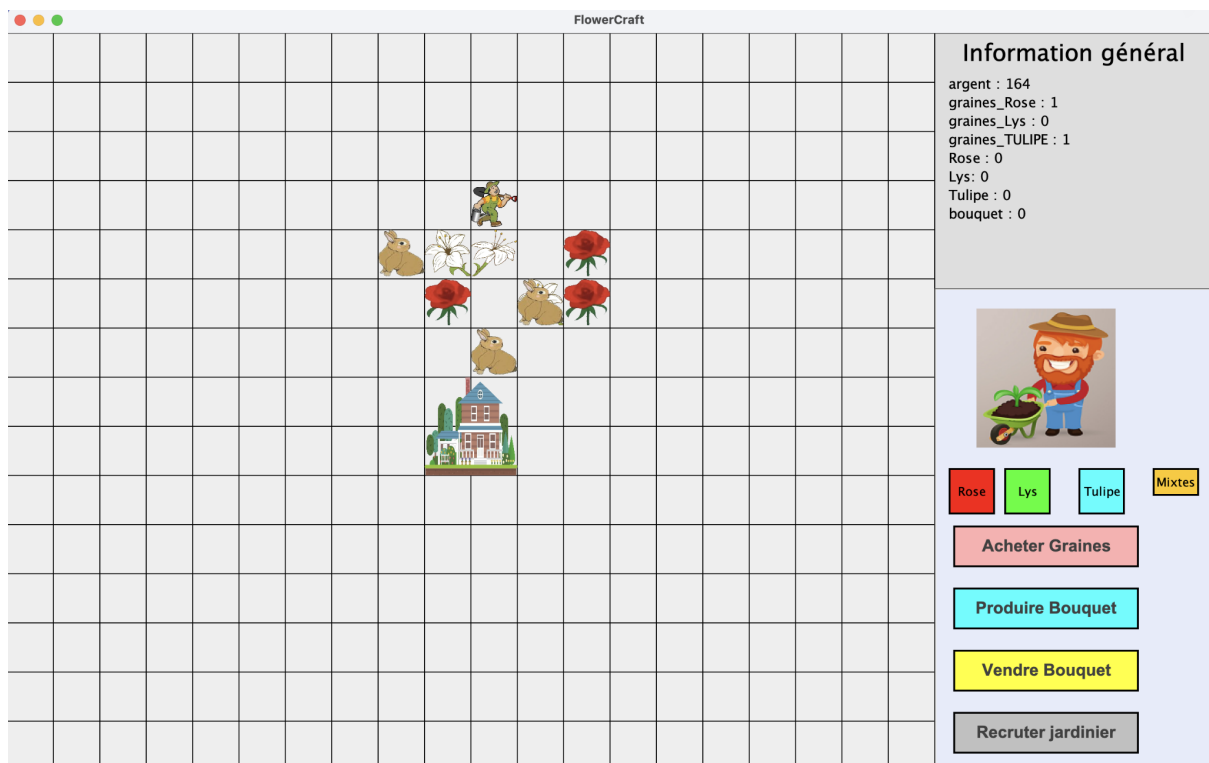 FlowerCraft
Information général
argent : 164
graines_Rose : 1
graines_Lys : 0
graines_TULIPE : 1
Rose : 0
Lys: 0
Tulipe : 0
bouquet : 0
Rose Lys Tulipe Mixtes
Acheter Graines
Produire Bouquet
Vendre Bouquet
Recruter jardinier